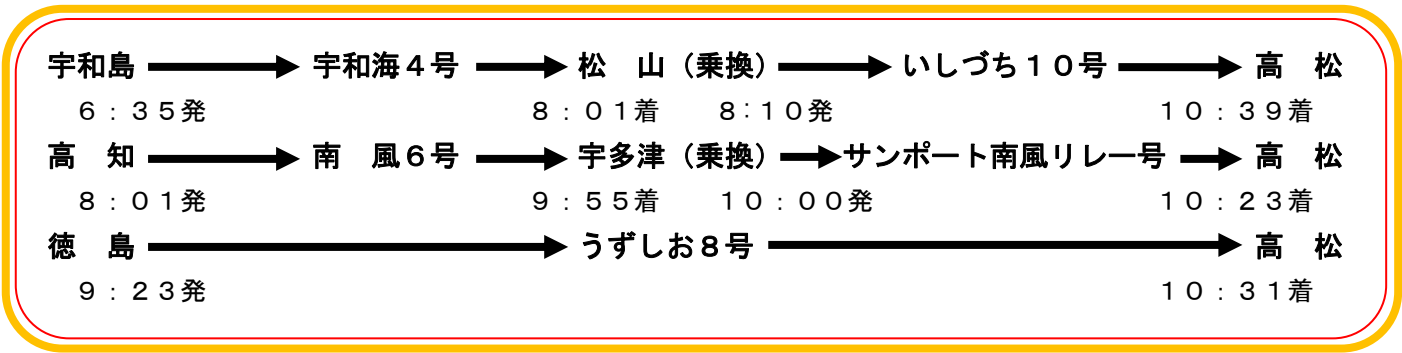 宇和島 宇和海４号 松　山（乗換） いしづち１０号 高　松
６：３５発 ８：０１着 ８:１０発 １０：３９着
高　知 南　風６号 宇多津（乗換） サンポート南風リレー号 高　松
８：０１発 ９：５５着 １０：００発 １０：２３着
徳　島 うずしお８号 高　松
９：２３発 １０：３１着